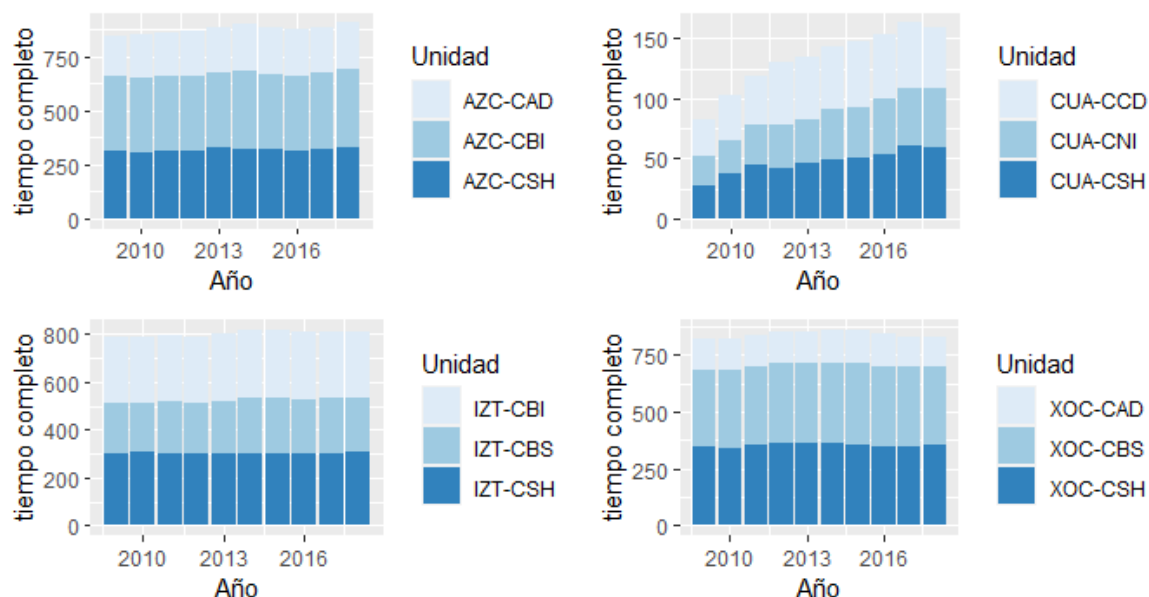 tiempo completo
750
500
250
0
2010
2013
2016
Año
Unidad
AZC-CAD
AZC-CBI
AZC-CSH
tiempo completo
150
100
50
0
2010
2013
2016
Año
Unidad
CUA-CCD
CUA-CNI
CUA-CSH
tiempo completo
800
600
400
200
0
2010
2013
2016
Año
Unidad
IZT-CBI
IZT-CBS
IZT-CSH
tiempo completo
750
500
250
0
2010
2013
2016
Año
Unidad
XOC-CAD
XOC-CBS
XOC-CSH